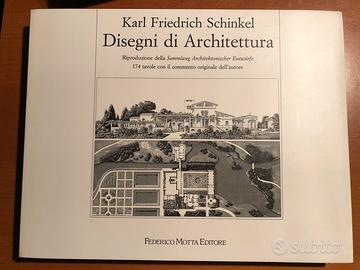 Karl Friedrich Schinkel
Disegni di Architettura
Riproduzione della Sammlung Architektonischer Entwürfe
174 tavole con il commento originale dell'autore
FEDERICO MOTTA EDITORE
subito